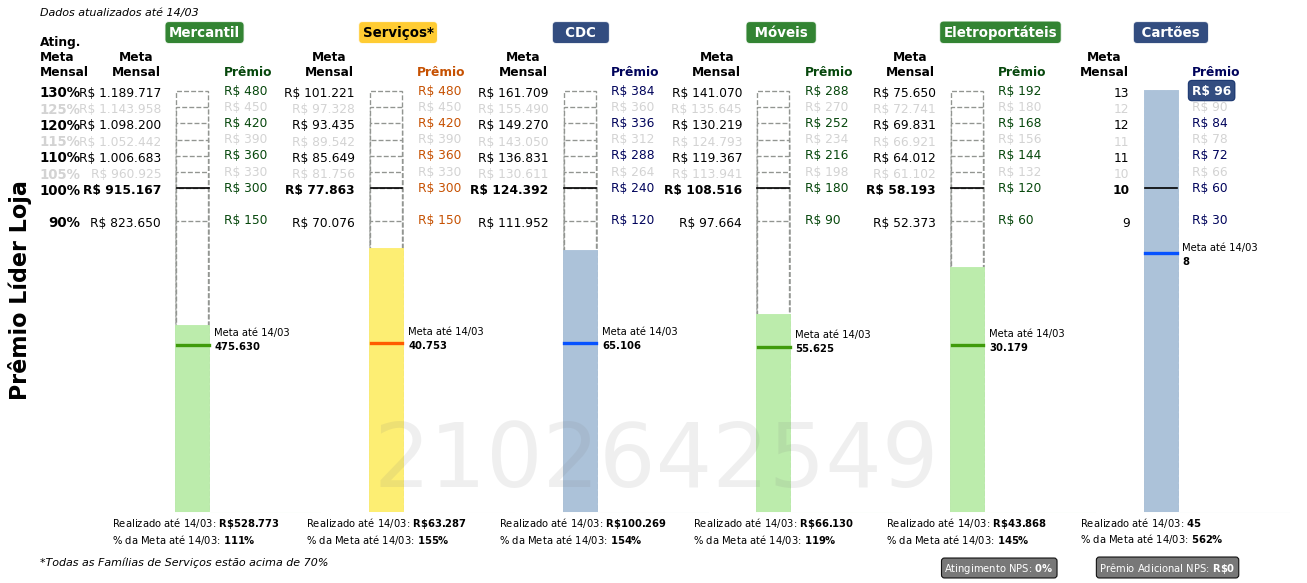 Dados atualizados até 14/03
Mercantil Serviços* CDC Móveis Eletroportáteis Cartões
Ating.
Meta Meta Meta Meta Meta Meta Meta
Mensal Mensal Prêmio Mensal Prêmio Mensal Prêmio Mensal Prêmio Mensal Prêmio Mensal Prêmio
130% R$ 1.189.717 R$ 480 R$ 101.221 R$ 480 R$ 161.709 R$ 384 R$ 141.070 R$ 288 R$ 75.650 R$ 192 13 R$ 96
125% R$ 1.143.958 R$ 450 R$ 97.328 R$ 450 R$ 155.490 R$ 360 R$ 135.645 R$ 270 R$ 72.741 R$ 180 12 R$ 90
120% R$ 1.098.200 R$ 420 R$ 93.435 R$ 420 R$ 149.270 R$ 336 R$ 130.219 R$ 252 R$ 69.831 R$ 168 12 R$ 84
115% R$ 1.052.442 R$ 390 R$ 89.542 R$ 390 R$ 143.050 R$ 312 R$ 124.793 R$ 234 R$ 66.921 R$ 156 11 R$ 78
110% R$ 1.006.683 R$ 360 R$ 85.649 R$ 360 R$ 136.831 R$ 288 R$ 119.367 R$ 216 R$ 64.012 R$ 144 11 R$ 72
105% R$ 960.925 R$ 330 R$ 81.756 R$ 330 R$ 130.611 R$ 264 R$ 113.941 R$ 198 R$ 61.102 R$ 132 10 R$ 66
100% R$ 915.167 R$ 300 R$ 77.863 R$ 300 R$ 124.392 R$ 240 R$ 108.516 R$ 180 R$ 58.193 R$ 120 10 R$ 60
90% R$ 823.650 R$ 150 R$ 70.076 R$ 150 R$ 111.952 R$ 120 R$ 97.664 R$ 90 R$ 52.373 R$ 60 9 R$ 30
Prêmio Líder Loja
Meta até 14/03
8
Meta até 14/03 Meta até 14/03 Meta até 14/03 Meta até 14/03 Meta até 14/03
475.630 40.753 65.106 55.625 30.179
2102642549
Realizado até 14/03: R$528.773 Realizado até 14/03: R$63.287 Realizado até 14/03: R$100.269 Realizado até 14/03: R$66.130 Realizado até 14/03: R$43.868 Realizado até 14/03: 45
% da Meta até 14/03: 111% % da Meta até 14/03: 155% % da Meta até 14/03: 154% % da Meta até 14/03: 119% % da Meta até 14/03: 145% % da Meta até 14/03: 562%
*Todas as Famílias de Serviços estão acima de 70% Atingimento NPS: 0% Prêmio Adicional NPS: R$0